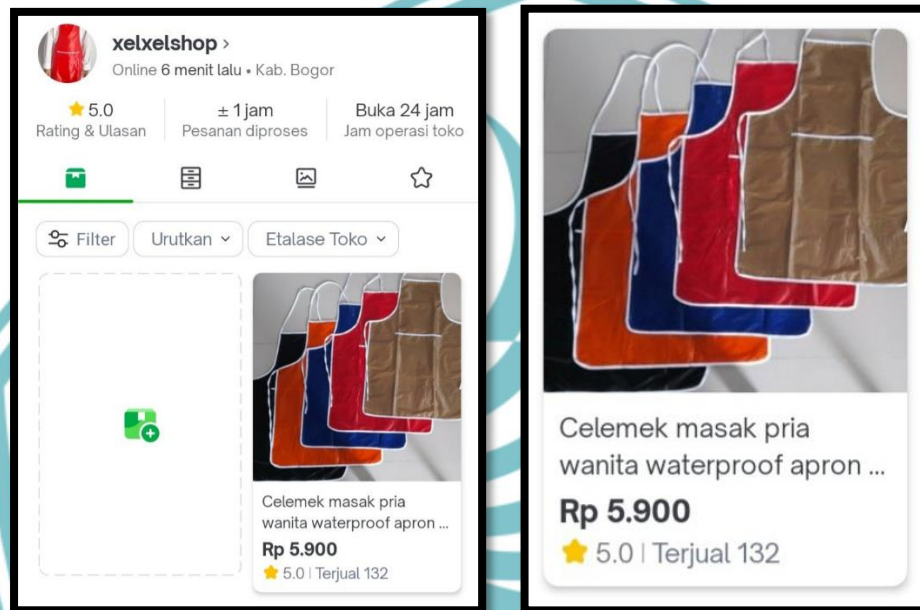 xelxelshop >
Online 6 menit lalu • Kab. Bogor
5.0
Rating & Ulasan
± 1 jam
Pesanan diproses
Buka 24 jam
Jam operasi toko
Filter
Urutkan
Etalase Toko
Celemek masak pria
wanita waterproof apron ...
Rp 5.900
5.0 | Terjual 132
Celemek masak pria
wanita waterproof apron ...
Rp 5.900
5.0 | Terjual 132